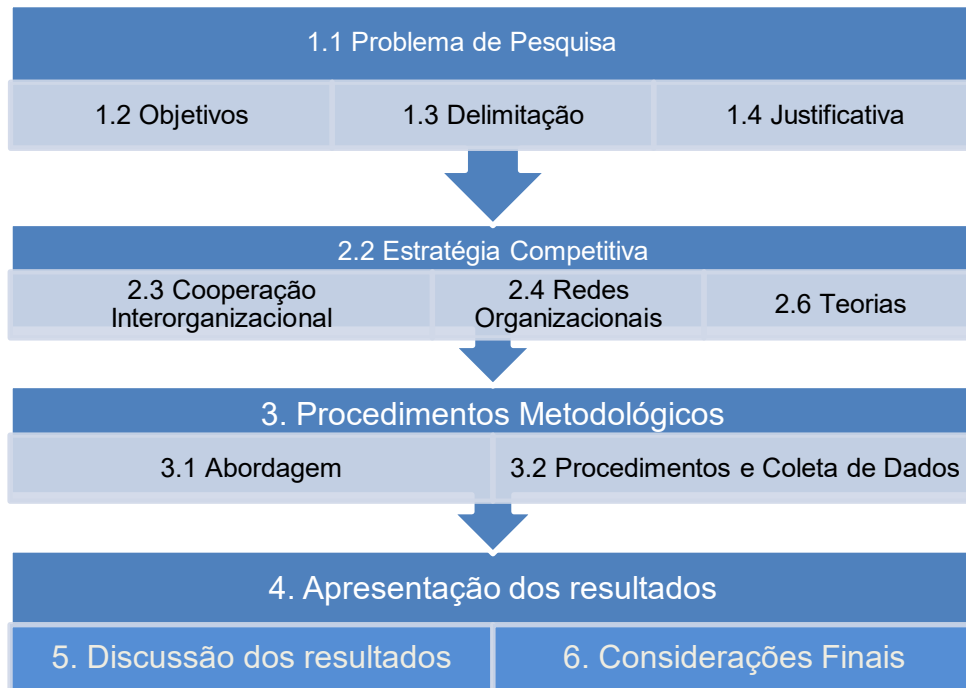 1.1 Problema de Pesquisa
1.2 Objetivos
1.3 Delimitação
1.4 Justificativa
2.2 Estratégia Competitiva
2.3 Cooperação
Interorganizacional
2.4 Redes
Organizacionais
2.6 Teorias
3. Procedimentos Metodológicos
3.1 Abordagem
3.2 Procedimentos e Coleta de Dados
4. Apresentação dos resultados
5. Discussão dos resultados
6. Considerações Finais